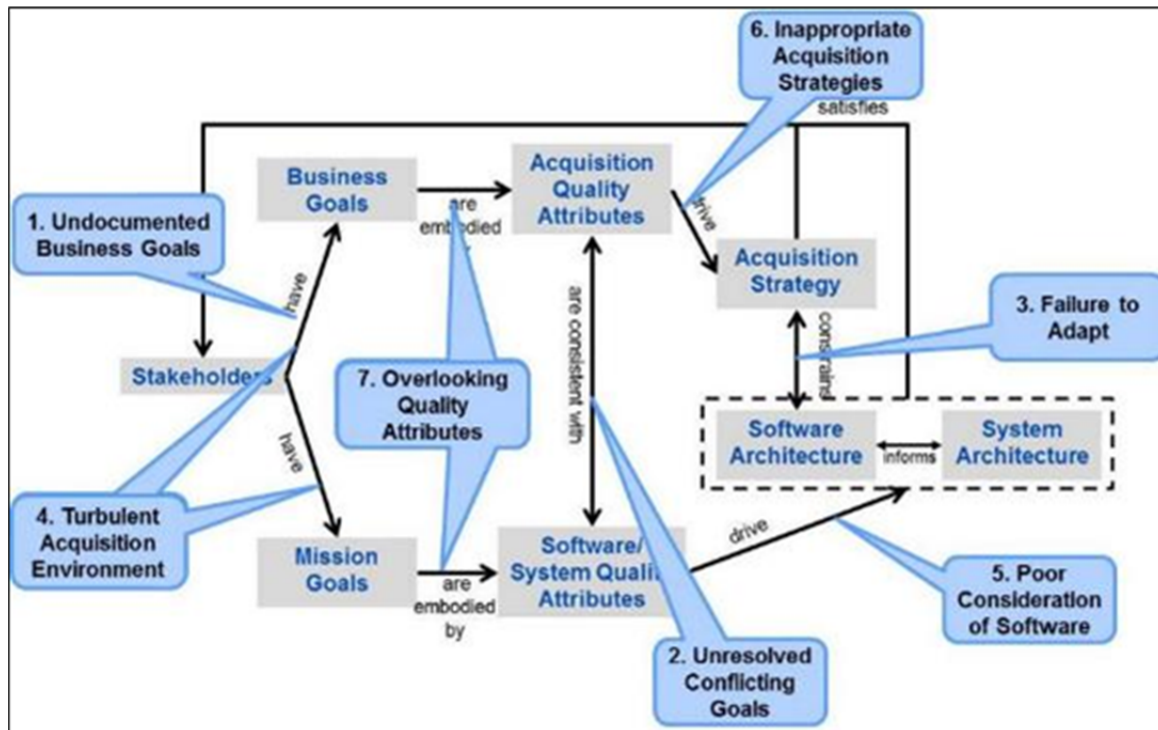 6. Inappropriate
Acquisition
Strategies
satisfies
Business
Goals
Acquisition
Quality
Attributes
1. Undocumented
Business Goals
are
embodied
drive
Acquisition
Strategy
have
are consistent with
constrains
3. Failure to
Adapt
Stakeholders
7. Overlooking
Quality
Attributes
have
Software
Architecture
informs
System
Architecture
4. Turbulent
Acquisition
Environment
drive
Mission
Goals
are
embodied
by
Software/
System Quality
Attributes
5. Poor
Consideration
of Software
2. Unresolved
Conflicting
Goals